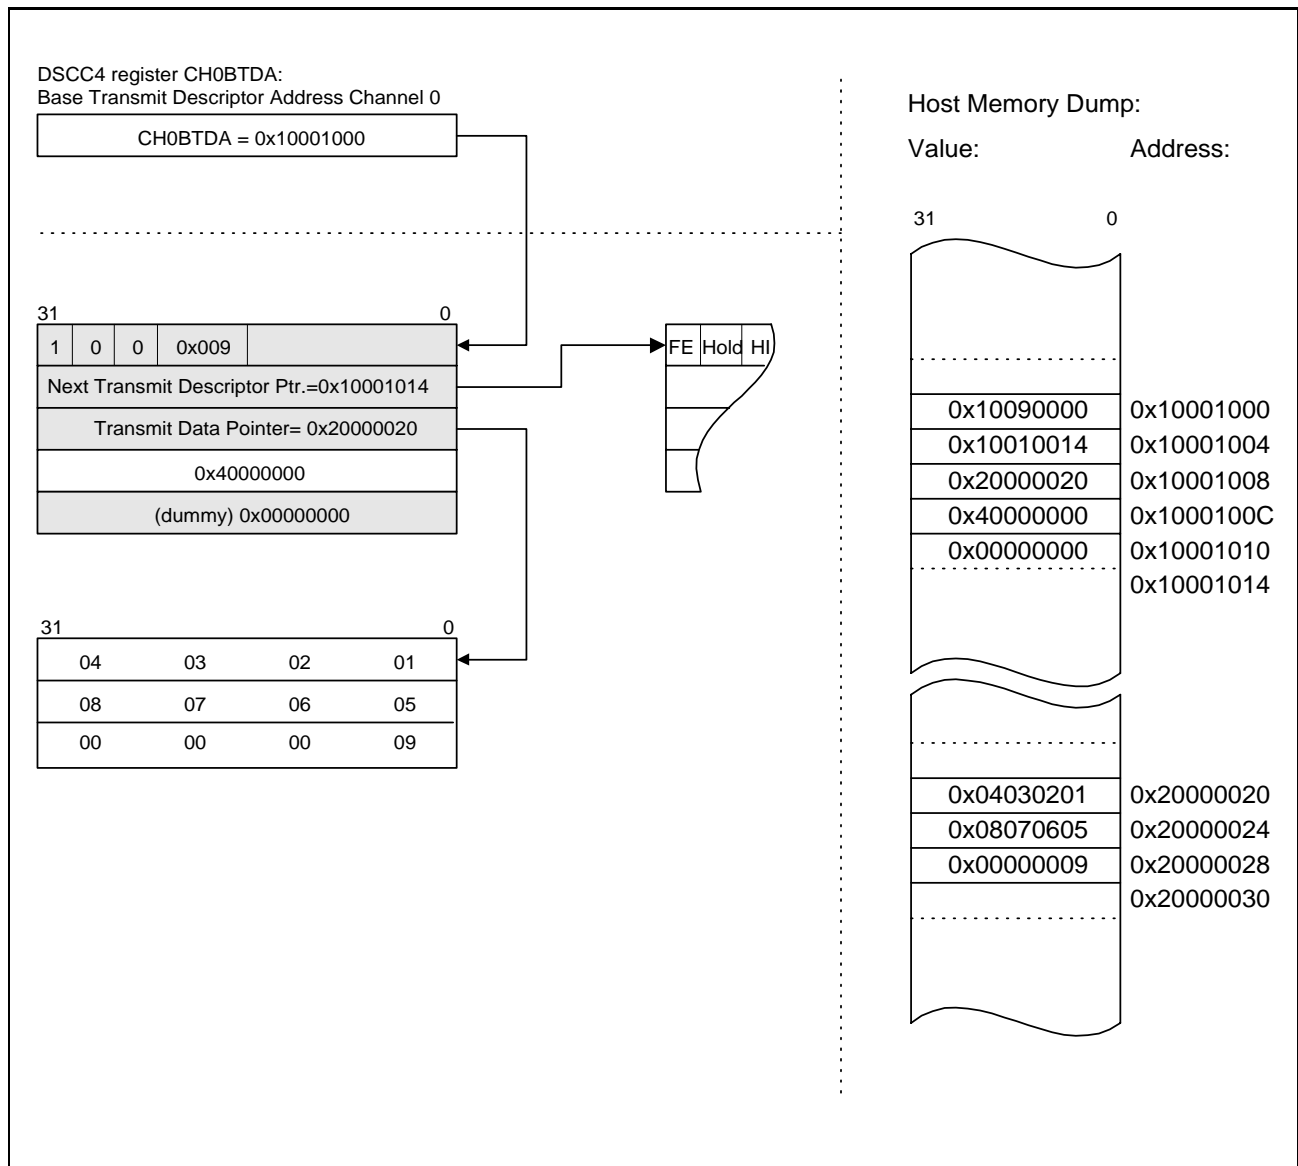 DSCC4 register CH0BTDA:
Base Transmit Descriptor Address Channel 0
CH0BTDA = 0x10001000
31 0
1 0 0 0x009
Next Transmit Descriptor Ptr.=0x10001014
Transmit Data Pointer= 0x20000020
0x40000000
(dummy) 0x00000000
FE Hold HI
31 0
04 03 02 01
08 07 06 05
00 00 00 09
Host Memory Dump:
Value: Address:
31 0
0x10090000 0x10001000
0x10010014 0x10001004
0x20000020 0x10001008
0x40000000 0x1000100C
0x00000000 0x10001010
0x10001014
0x04030201 0x20000020
0x08070605 0x20000024
0x00000009 0x20000028
0x20000030